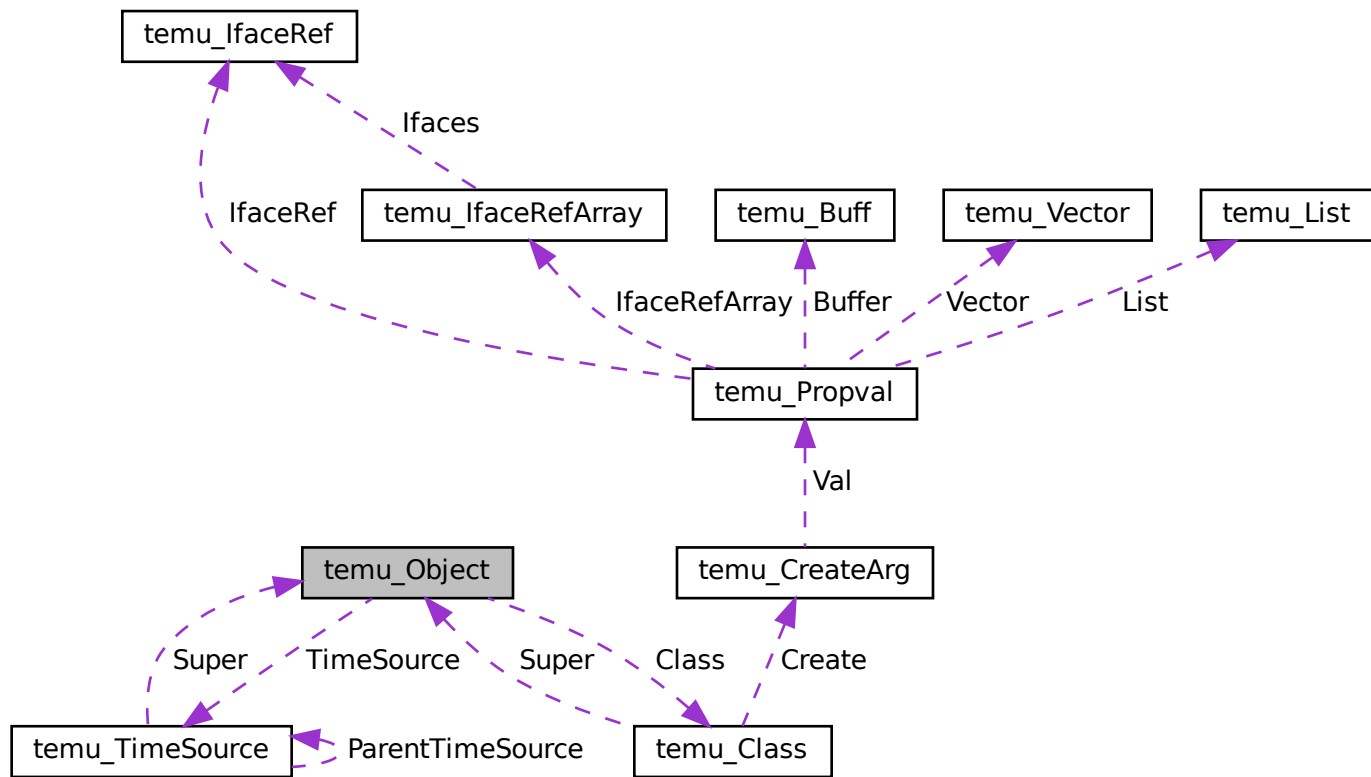 temu_IfaceRef
Ifaces
IfaceRef
temu_IfaceRefArray
temu_Buff
temu_Vector
temu_List
IfaceRefArray
Buffer
Vector
List
temu_Propval
Val
temu_Object
temu_CreateArg
Super
TimeSource
Super
Class
Create
temu_TimeSource
ParentTimeSource
temu_Class